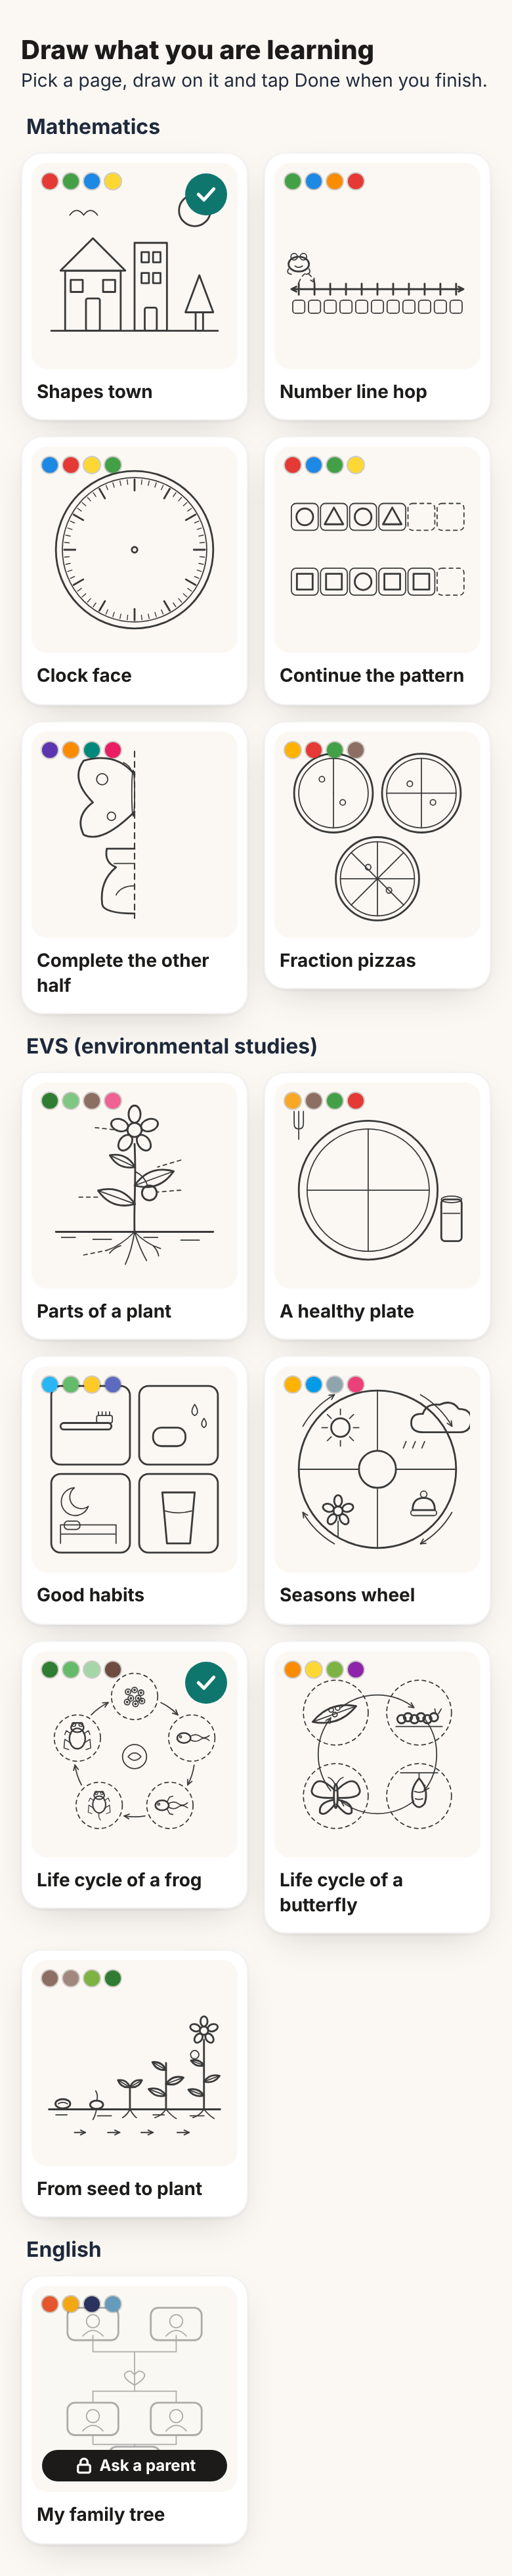 Draw what you are learning
Pick a page, draw on it and tap Done when you finish.
Mathematics
Shapes town
Number line hop
Clock face
Continue the pattern
Complete the other
half
Fraction pizzas
EVS (environmental studies)
Parts of a plant
A healthy plate
Good habits
Seasons wheel
Life cycle of a frog
Life cycle of a
butterfly
From seed to plant
English
Ask a parent
My family tree